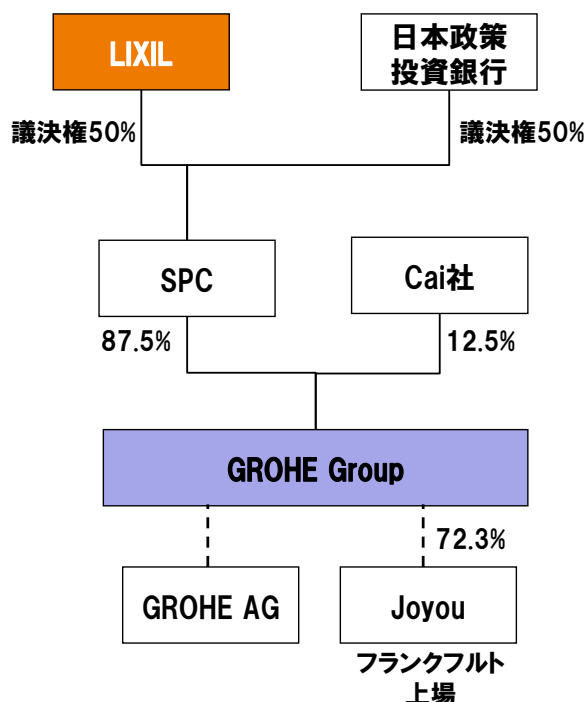 LIXIL
日本政策
投資銀行
議決権50%
議決権50%
SPC
Cai社
87.5%
12.5%
GROHE Group
72.3%
GROHE AG
Joyou
フランクフルト
上場